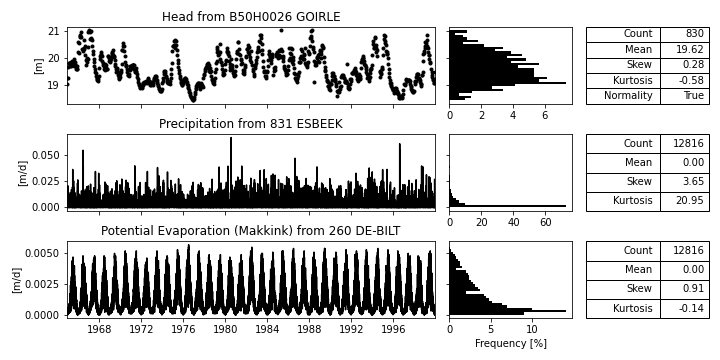 Head from B50H0026 GOIRLE
21
20
19
[m]
0 2 4 6
Count 830
Mean 19.62
Skew 0.28
Kurtosis -0.58
Normality True
Precipitation from 831 ESBEEK
0.050
0.025
0.000
[m/d]
0 20 40 60
Count 12816
Mean 0.00
Skew 3.65
Kurtosis 20.95
Potential Evaporation (Makkink) from 260 DE-BILT
0.0050
0.0025
0.0000
[m/d]
1968 1972 1976 1980 1984 1988 1992 1996
0 5 10
Frequency [%]
Count 12816
Mean 0.00
Skew 0.91
Kurtosis -0.14